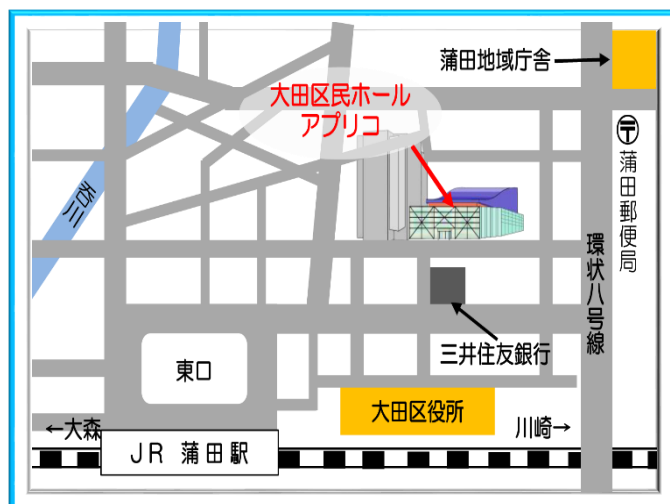 蒲田地域庁舎
大田区民ホール
アプリコ
〒蒲田郵便局
呑川
環状八号線
三井住友銀行
東口
大田区役所
←大森
川崎→
JR 蒲田駅